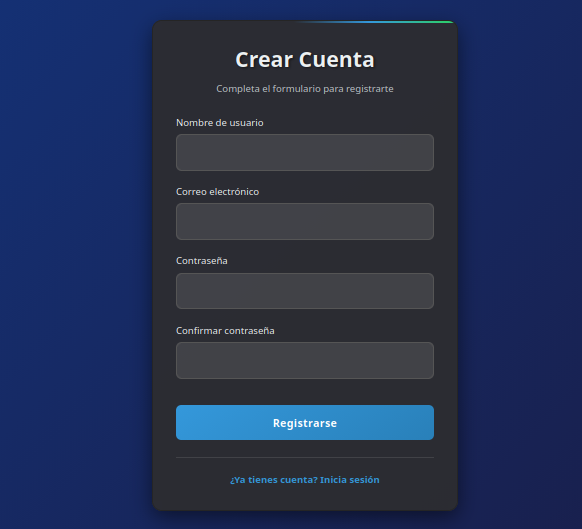 Crear Cuenta
Completa el formulario para registrarte
Nombre de usuario
Correo electrónico
Contraseña
Confirmar contraseña
Registrarse
¿Ya tienes cuenta? Inicia sesión